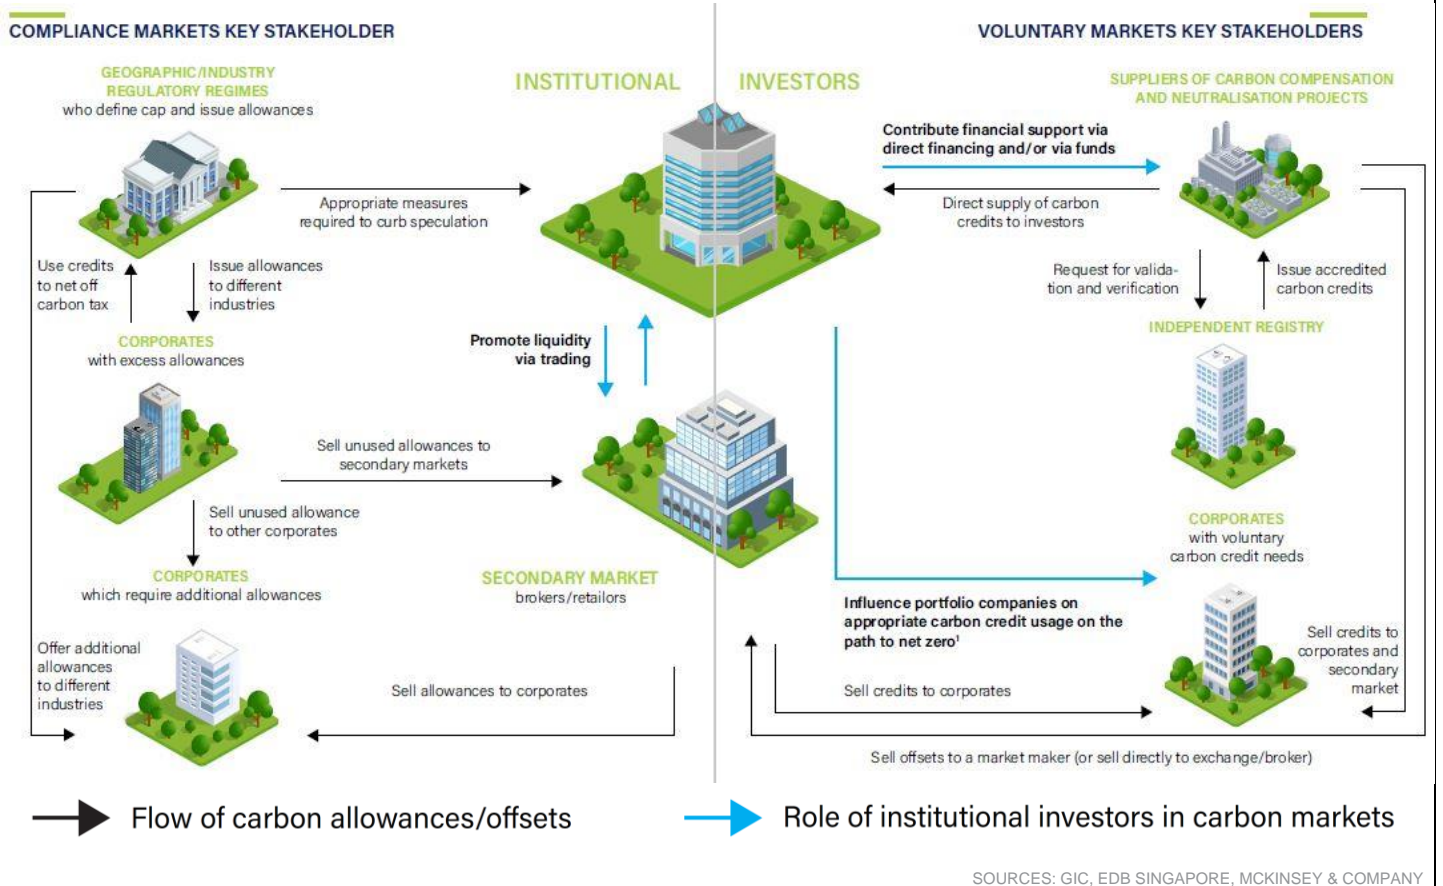 COMPLIANCE MARKETS KEY STAKEHOLDER
VOLUNTARY MARKETS KEY STAKEHOLDERS
GEOGRAPHIC/INDUSTRY
REGULATORY REGIMES
who define cap and issue allowances
INSTITUTIONAL INVESTORS
SUPPLIERS OF CARBON COMPENSATION
AND NEUTRALISATION PROJECTS
Contribute financial support via
direct financing and/or via funds
Appropriate measures
required to curb speculation
Direct supply of carbon
credits to investors
Use credits
to net off
carbon tax
Issue allowances
to different
industries
Request for valida-
tion and verification
Issue accredited
carbon credits
CORPORATES
with excess allowances
Promote liquidity
via trading
INDEPENDENT REGISTRY
Sell unused allowances to
secondary markets
Sell unused allowance
to other corporates
CORPORATES
with voluntary
carbon credit needs
CORPORATES
which require additional allowances
SECONDARY MARKET
brokers/retailors
Influence portfolio companies on
appropriate carbon credit usage on the
path to net zero¹
Offer additional
allowances
to different
industries
Sell credits to
corporates and
secondary
market
Sell allowances to corporates
Sell credits to corporates
Sell offsets to a market maker (or sell directly to exchange/broker)
Flow of carbon allowances/offsets
Role of institutional investors in carbon markets
SOURCES: GIC, EDB SINGAPORE, MCKINSEY & COMPANY